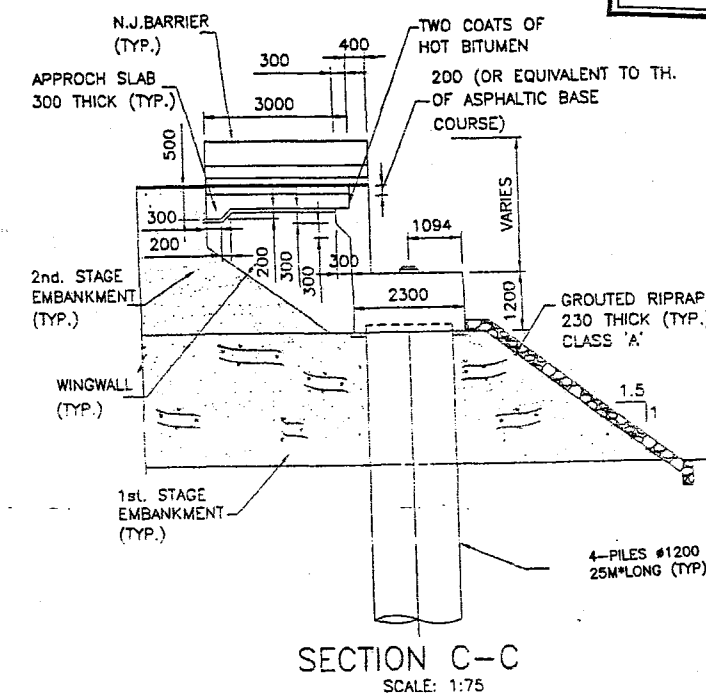 N.J.BARRIER
(TYP.)
TWO COATS OF
HOT BITUMEN
400
300
APPROCH SLAB
300 THICK (TYP.)
3000
200 (OR EQUIVALENT TO TH.
OF ASPHALTIC BASE
COURSE)
500
VARIES
300
200
200
300
300
300
1094
2300
1200
2nd. STAGE
EMBANKMENT
(TYP.)
GROUTED RIPRAP
230 THICK (TYP.)
CLASS 'A'
WINGWALL
(TYP.)
1.5
1
1st. STAGE
EMBANKMENT
(TYP.)
4-PILES ø1200
25M*LONG (TYP)
SECTION C-C
SCALE: 1:75